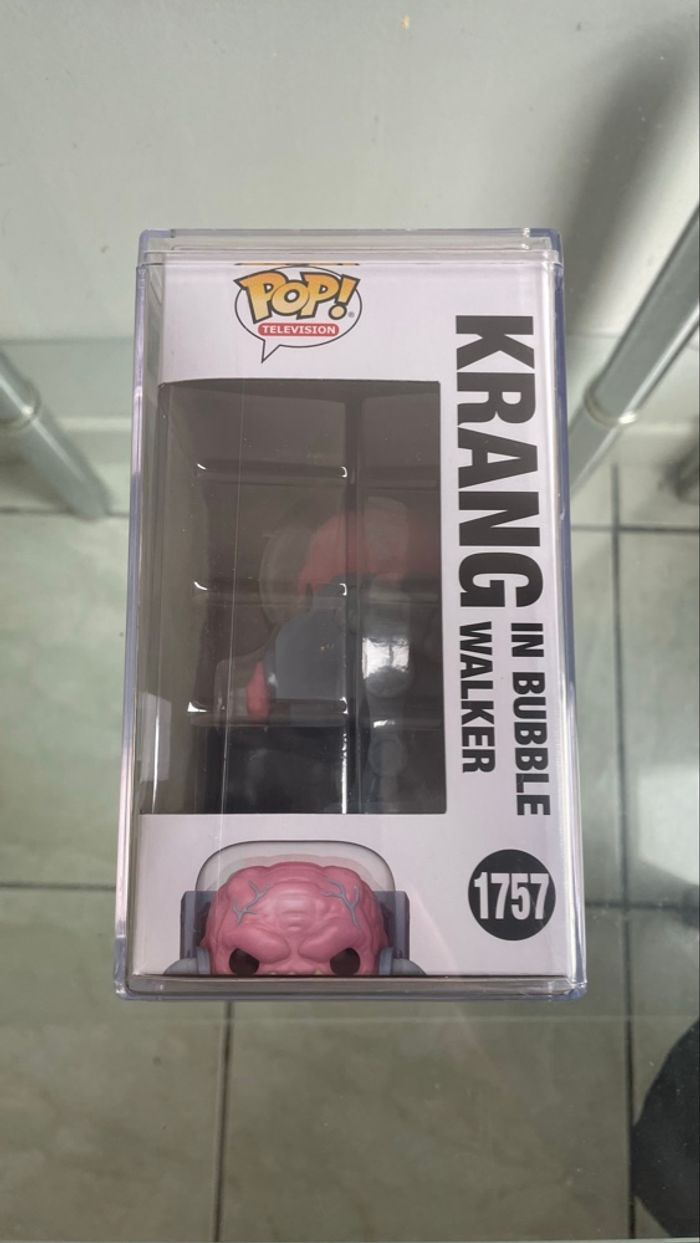 POP!
TELEVISION
KRANG
IN BUBBLE
WALKER
1757